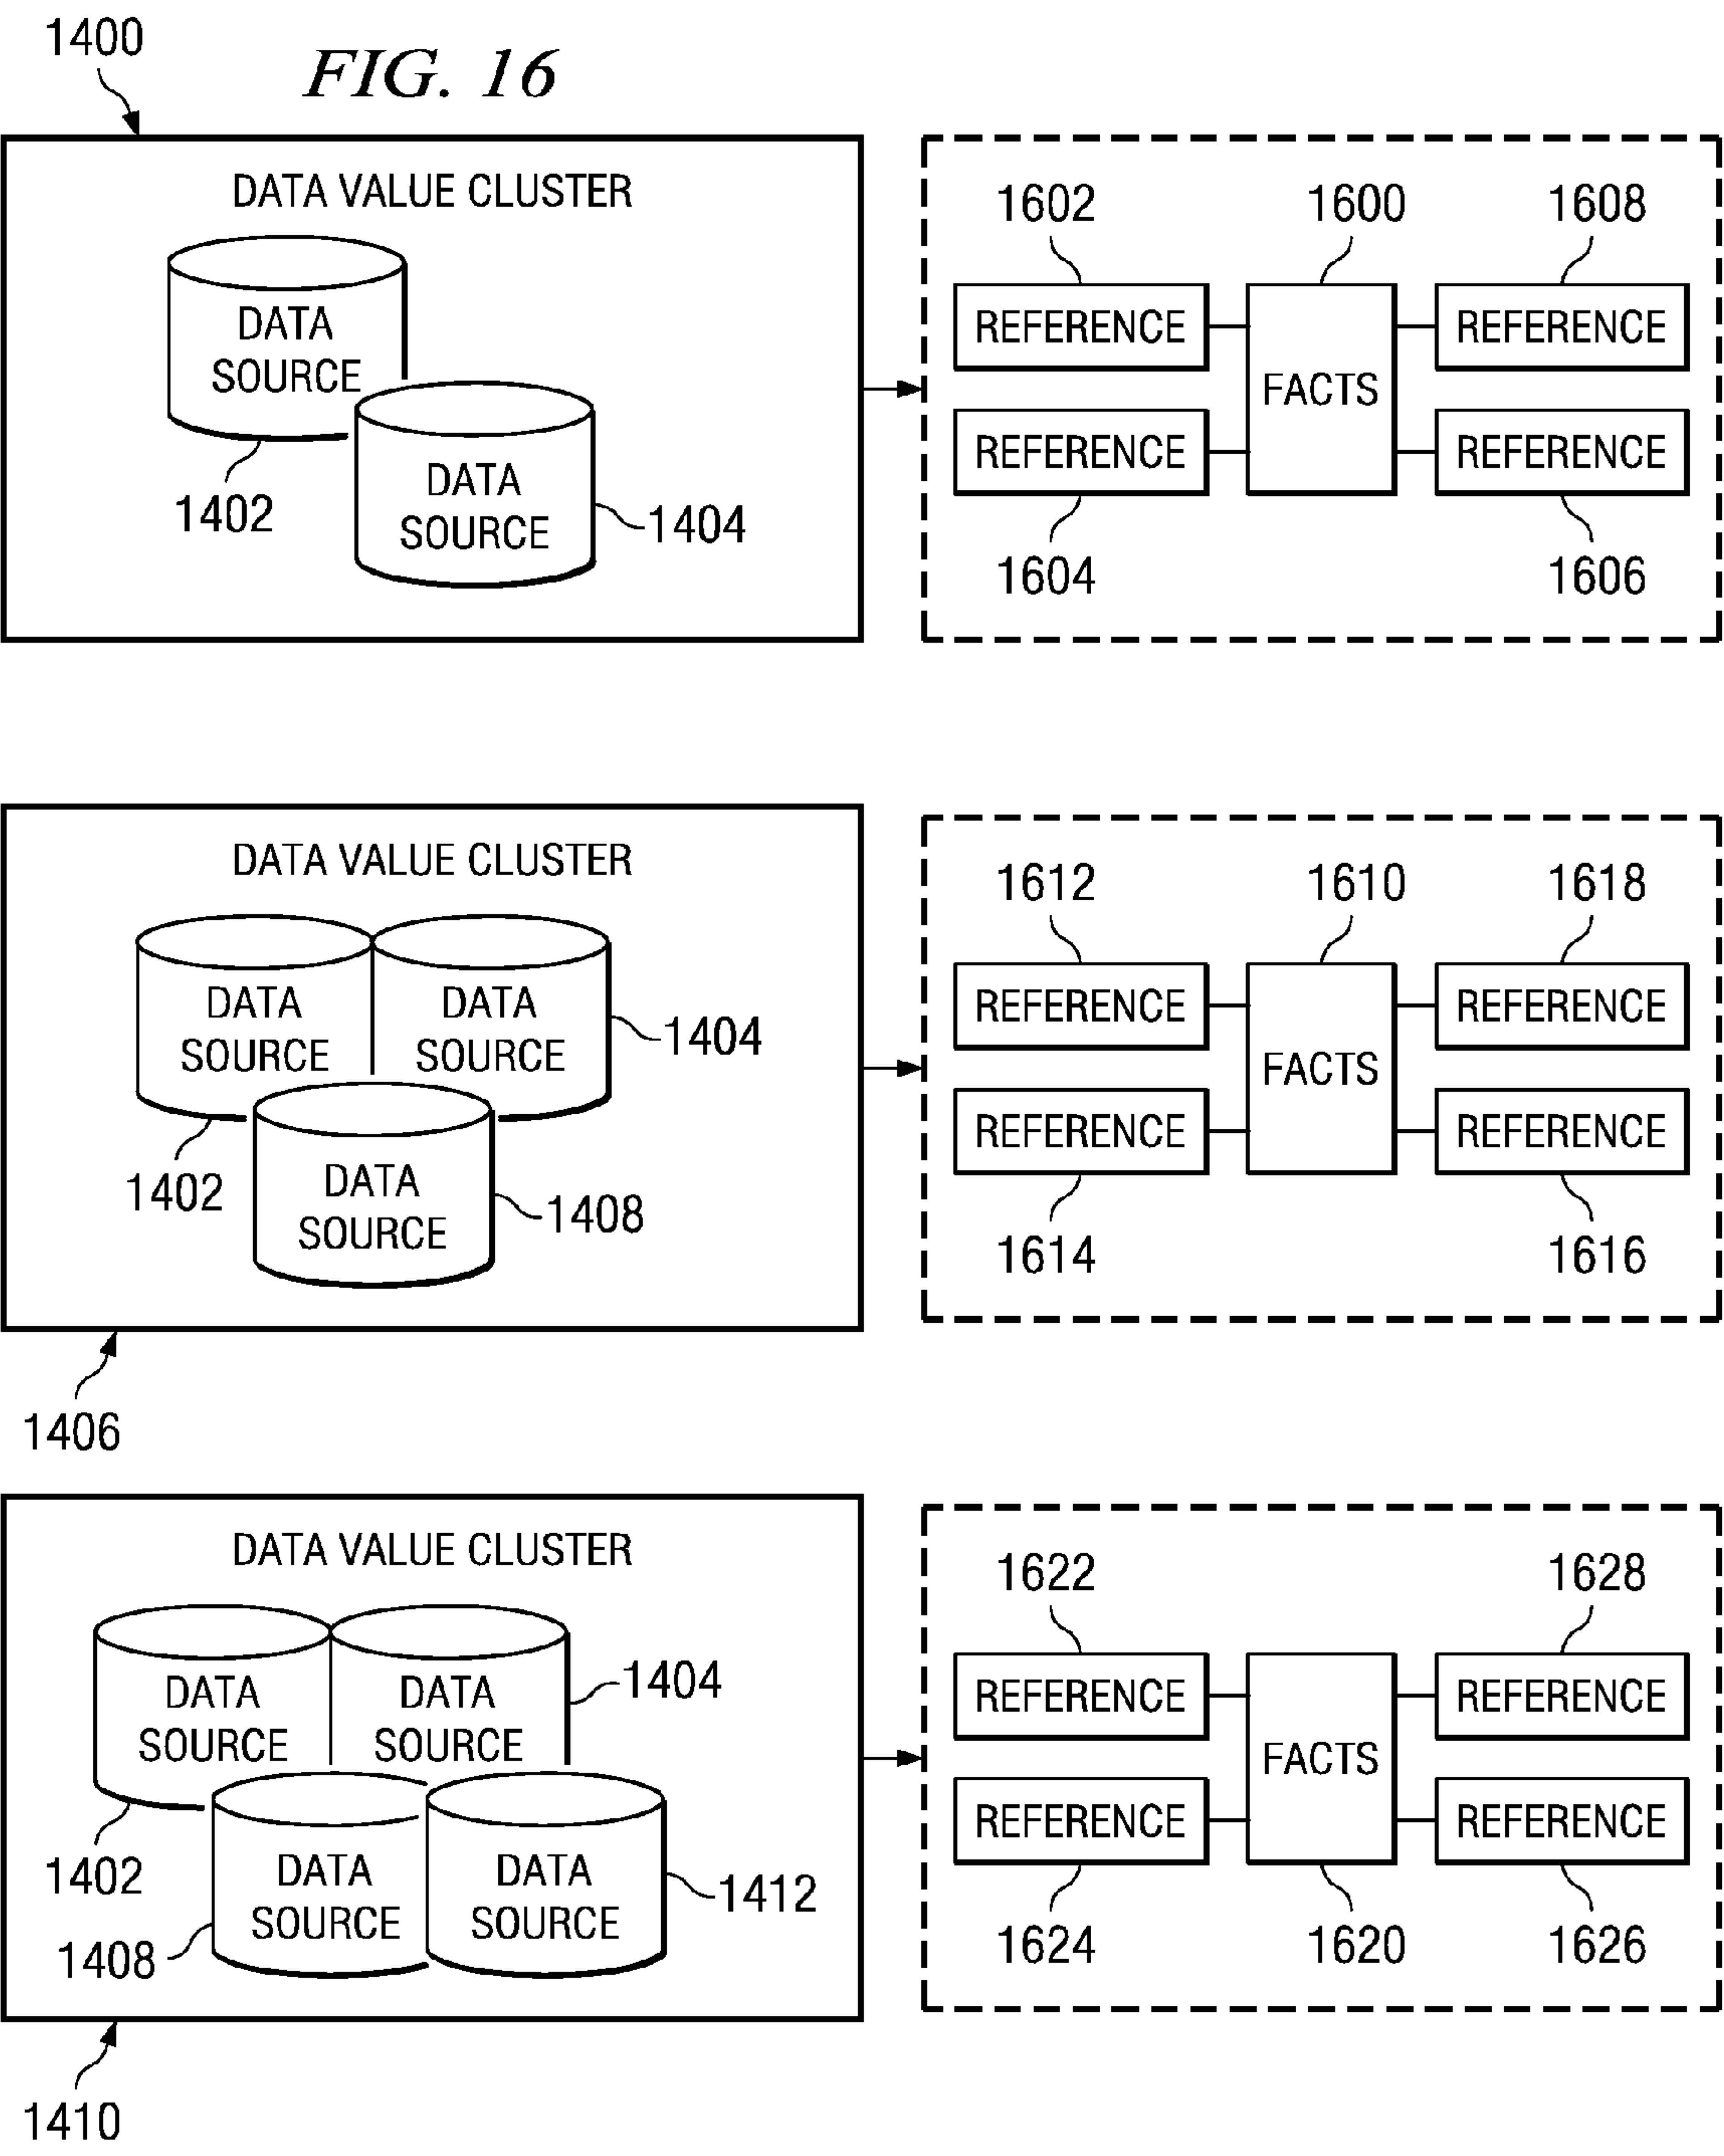 1400
FIG. 16
DATA VALUE CLUSTER
DATA
SOURCE
1402
DATA
SOURCE
1404
1602
1600
1608
REFERENCE
FACTS
REFERENCE
REFERENCE
REFERENCE
1604
1606
DATA VALUE CLUSTER
DATA
SOURCE
DATA
SOURCE
1404
1402
DATA
SOURCE
1408
1406
1612
1610
1618
REFERENCE
FACTS
REFERENCE
REFERENCE
REFERENCE
1614
1616
DATA VALUE CLUSTER
DATA
SOURCE
DATA
SOURCE
1404
1402
DATA
SOURCE
1408
DATA
SOURCE
1412
1410
1622
1628
REFERENCE
FACTS
REFERENCE
REFERENCE
REFERENCE
1624
1620
1626